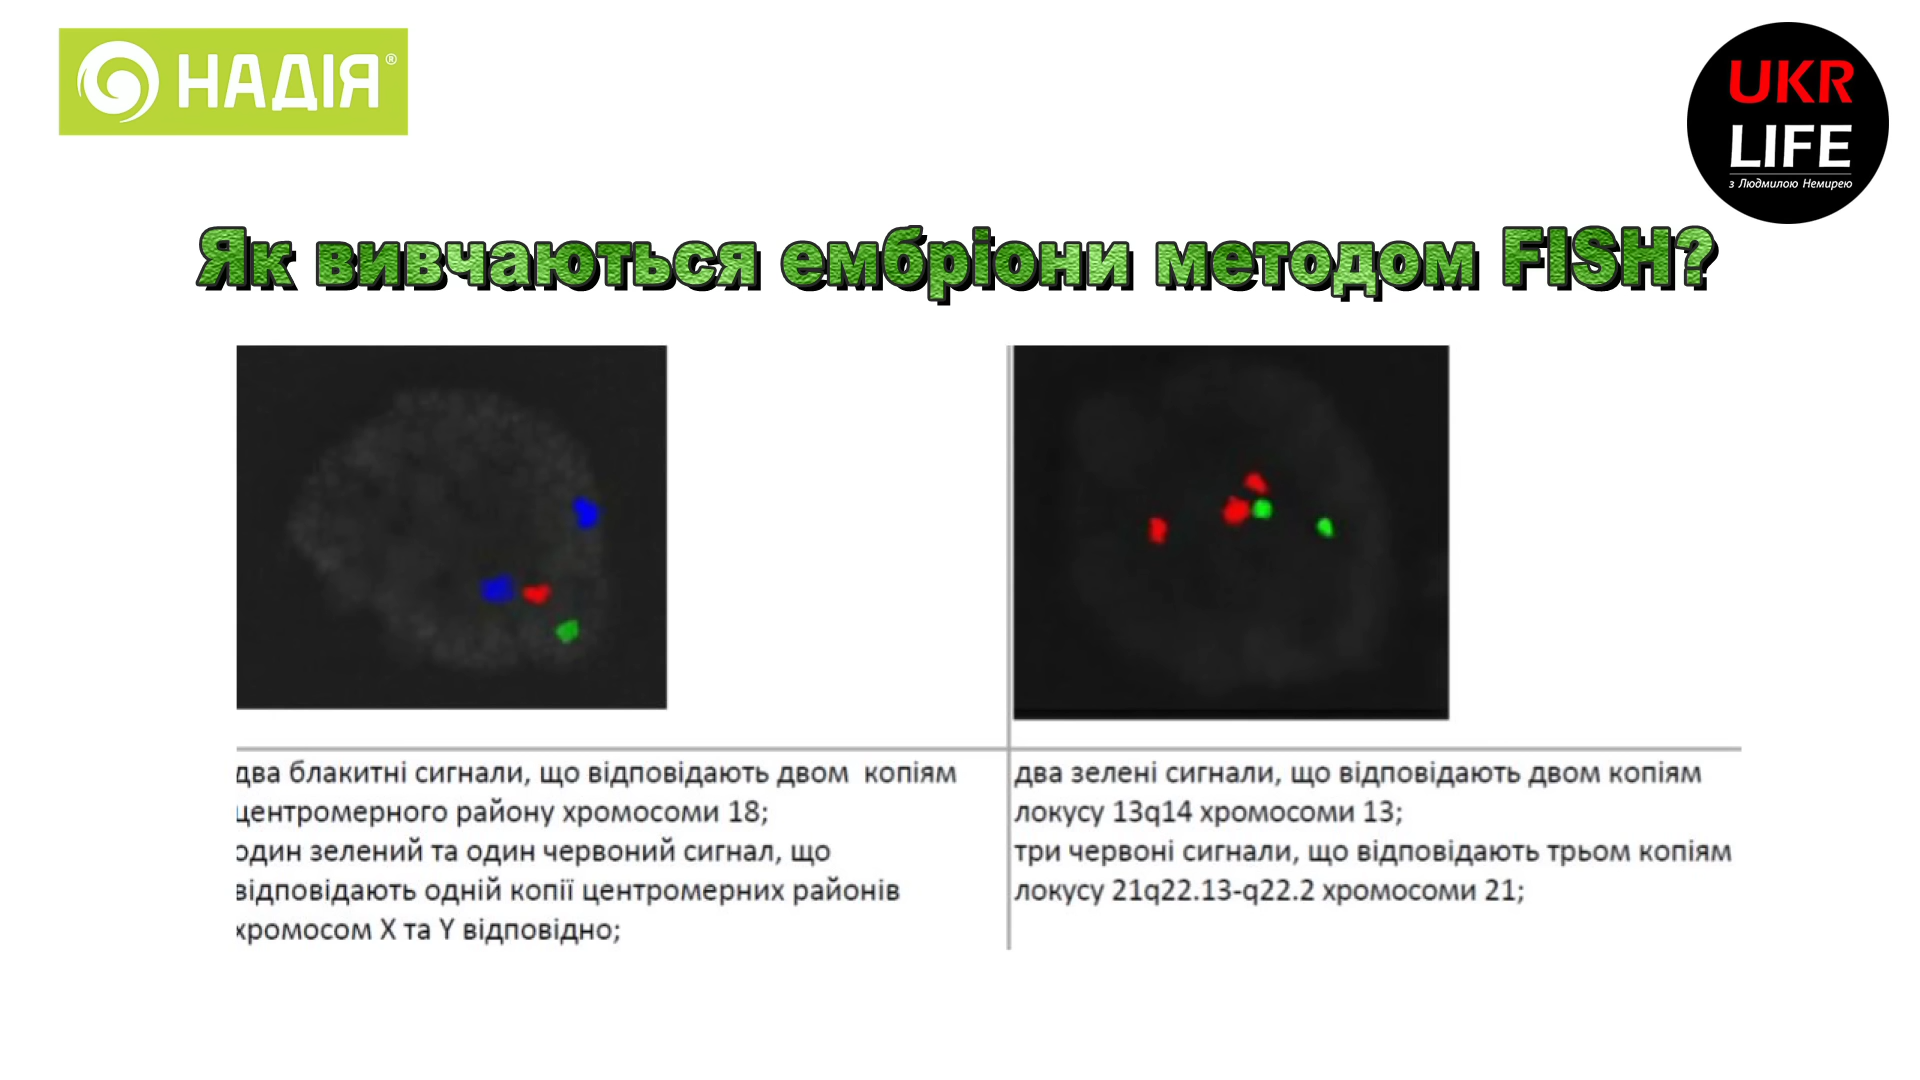 НАДІЯ®
UKR
LIFE
з Людмилою Немирею
Як вивчаються ембріони методом FISH?
два блакитні сигнали, що відповідають двом копіям
центромерного району хромосоми 18;
один зелений та один червоний сигнал, що
відповідають одній копії центромерних районів
хромосом X та Y відповідно;
два зелені сигнали, що відповідають двом копіям
локусу 13q14 хромосоми 13;
три червоні сигнали, що відповідають трьом копіям
локусу 21q22.13-q22.2 хромосоми 21;